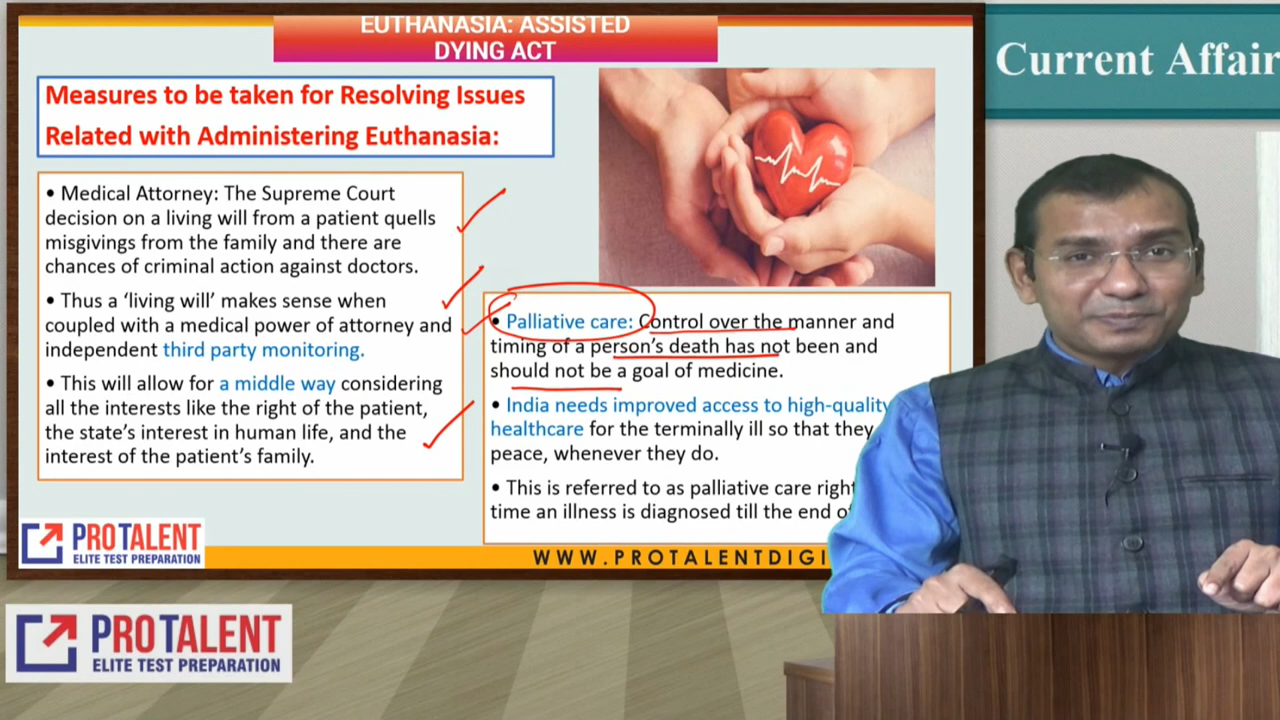 EUTHANASIA: ASSISTED
DYING ACT
Current Affair
Measures to be taken for Resolving Issues
Related with Administering Euthanasia:
• Medical Attorney: The Supreme Court
decision on a living will from a patient quells
misgivings from the family and there are
chances of criminal action against doctors.
• Thus a ‘living will’ makes sense when
coupled with a medical power of attorney and
independent third party monitoring.
• This will allow for a middle way considering
all the interests like the right of the patient,
the state’s interest in human life, and the
interest of the patient’s family.
• Palliative care: Control over the manner and
timing of a person’s death has not been and
should not be a goal of medicine.
• India needs improved access to high-quality
healthcare for the terminally ill so that they
peace, whenever they do.
• This is referred to as palliative care right
time an illness is diagnosed till the end of
PROTALENT
ELITE TEST PREPARATION
WWW.PROTALENTDIGI
PROTALENT
ELITE TEST PREPARATION